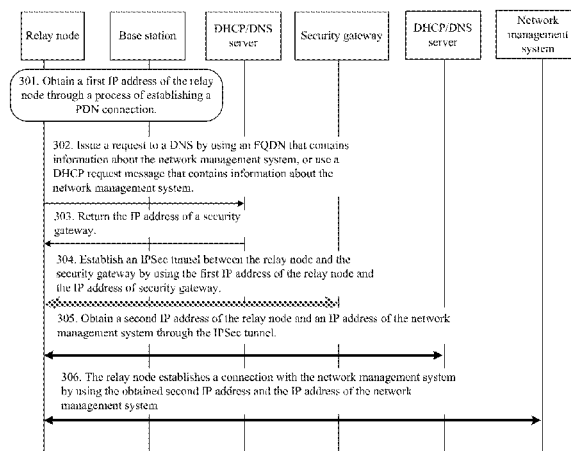 Relay node
Base station
DHCP/DNS
server
Security gateway
DHCP/DNS
server
Network
management
system
301. Obtain a first IP address of the relay
node through a process of establishing a
PDN connection.
302. Issue a request to a DNS by using an FQDN that contains
information about the network management system, or use a
DHCP request message that contains information about the
network management system.
303. Return the IP address of a security
gateway.
304. Establish an IPSec tunnel between the relay node and the
security gateway by using the first IP address of the relay node and
the IP address of security gateway.
305. Obtain a second IP address of the relay node and an IP address of the network
management system through the IPSec tunnel.
306. The relay node establishes a connection with the network management system
by using the obtained second IP address and the IP address of the network
management system